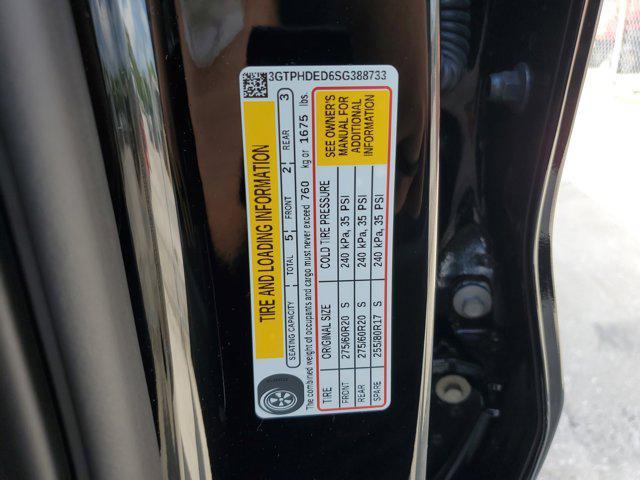 3GTPHDED6SG388733
TIRE AND LOADING INFORMATION
SEATING CAPACITY TOTAL 5 FRONT 2 REAR 3
The combined weight of occupants and cargo must never exceed 760 kg or 1675 lbs.
TIRE ORIGINAL SIZE COLD TIRE PRESSURE
FRONT 275/60R20 S 240 kPa, 35 PSI
REAR 275/60R20 S 240 kPa, 35 PSI
SPARE 255/80R17 S 240 kPa, 35 PSI
SEE OWNER'S
MANUAL FOR
ADDITIONAL
INFORMATION